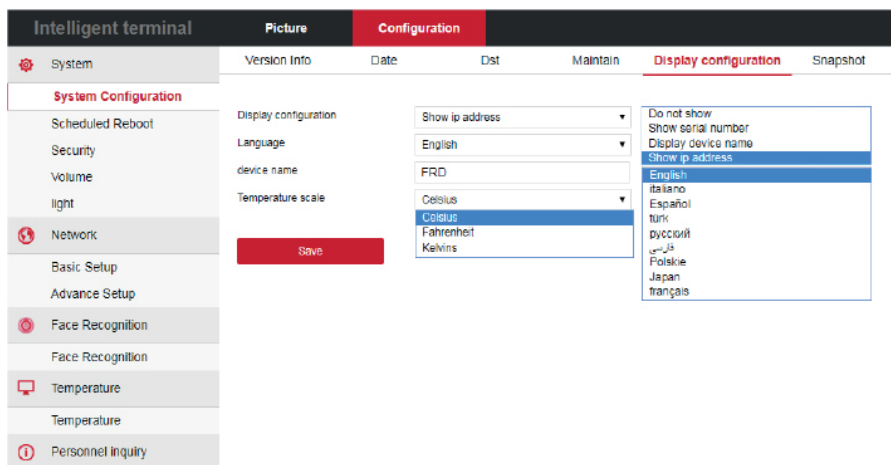 Intelligent terminal
Picture
Configuration
System
System Configuration
Scheduled Reboot
Security
Volume
light
Network
Basic Setup
Advance Setup
Face Recognition
Face Recognition
Temperature
Temperature
Personnel inquiry
Version Info
Date
Dst
Maintain
Display configuration
Snapshot
Display configuration
Show ip address
Language
English
device name
FRD
Temperature scale
Celsius
Celsius
Fahrenheit
Kelvins
Save
Do not show
Show serial number
Display device name
Show ip address
English
italiano
Español
türk
русский
فارسی
Polskie
Japan
français